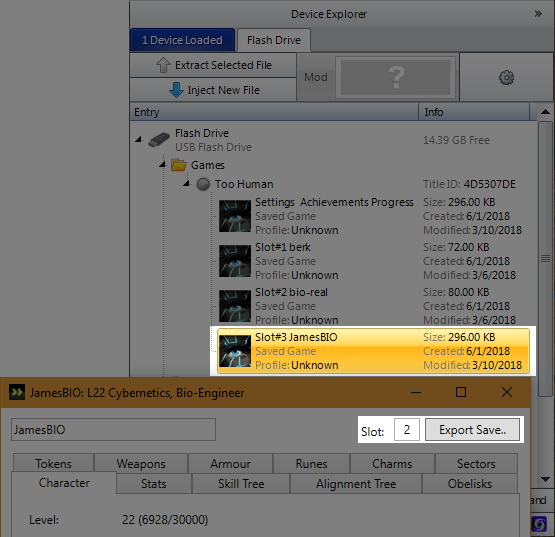 Device Explorer »
1 Device Loaded Flash Drive
Extract Selected File
Inject New File
Mod ?
Entry Info
Flash Drive
USB Flash Drive
14.39 GB Free
Games
Too Human Title ID: 4D5307DE
Settings Achievements Progress Size: 296.00 KB
Saved Game Created: 6/1/2018
Profile: Unknown Modified: 3/10/2018
Slot#1 berk Size: 72.00 KB
Saved Game Created: 6/1/2018
Profile: Unknown Modified: 3/6/2018
Slot#2 bio-real Size: 80.00 KB
Saved Game Created: 6/1/2018
Profile: Unknown Modified: 3/6/2018
Slot#3 JamesBIO Size: 296.00 KB
Saved Game Created: 6/1/2018
Profile: Unknown Modified: 3/10/2018
JamesBIO: L22 Cybernetics, Bio-Engineer
JamesBIO Slot: 2 Export Save..
Tokens Weapons Armour Runes Charms Sectors
Character Stats Skill Tree Alignment Tree Obelisks
and
Level: 22 (6928/30000)